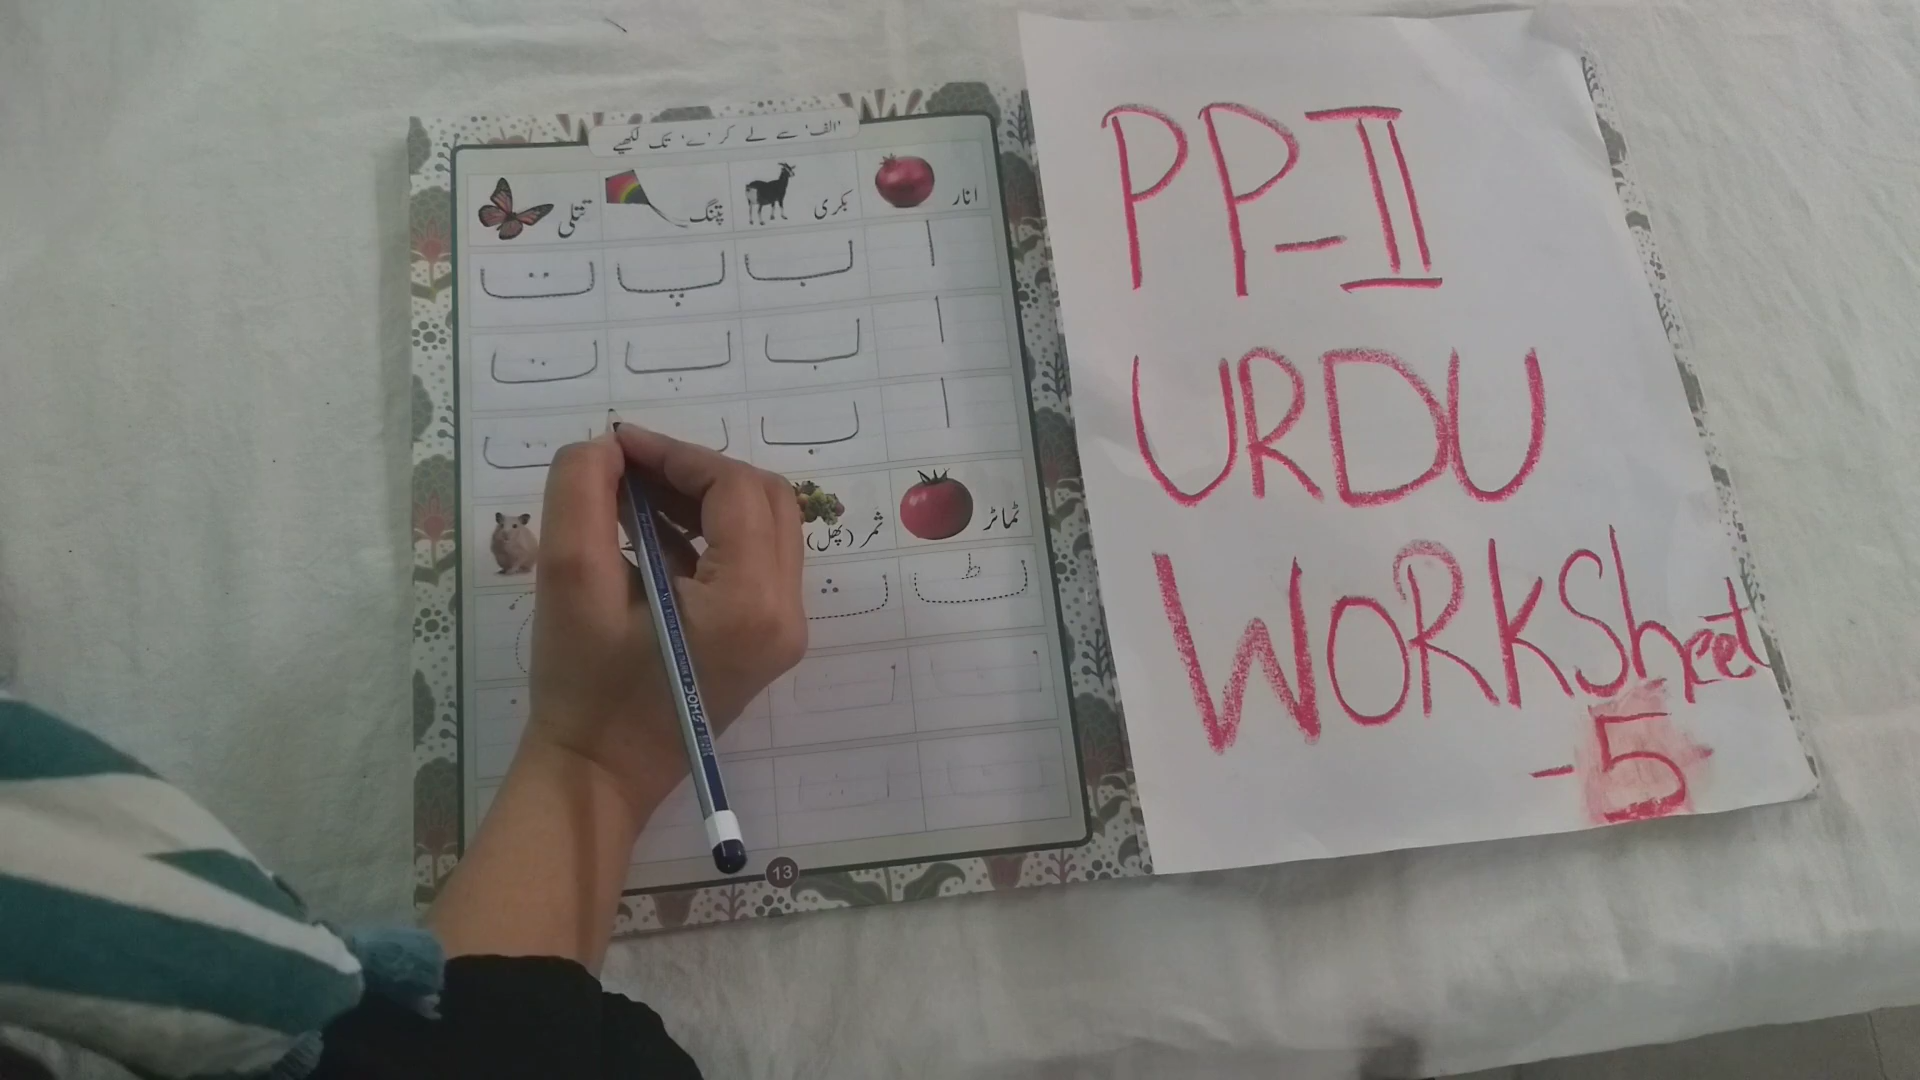 'الف' سے لے کر 'ے' تک لکھیے
انار بکری پتنگ تتلی
ا ب پ ت
ا ب پ ت
ا ب ت
ٹماٹر ثمر (پھل)
ٹ ث
13
DOMS
PP-II
URDU
WORKSheet
-5